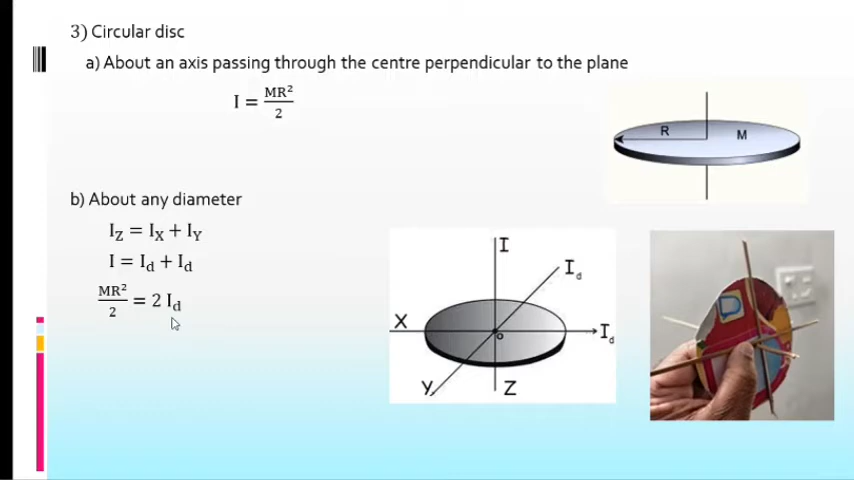 3) Circular disc
a) About an axis passing through the centre perpendicular to the plane
I = MR²/2
R M
b) About any diameter
I_Z = I_X + I_Y
I = I_d + I_d
MR²/2 = 2 I_d
I
I_d
X
o
I_d
Y
Z